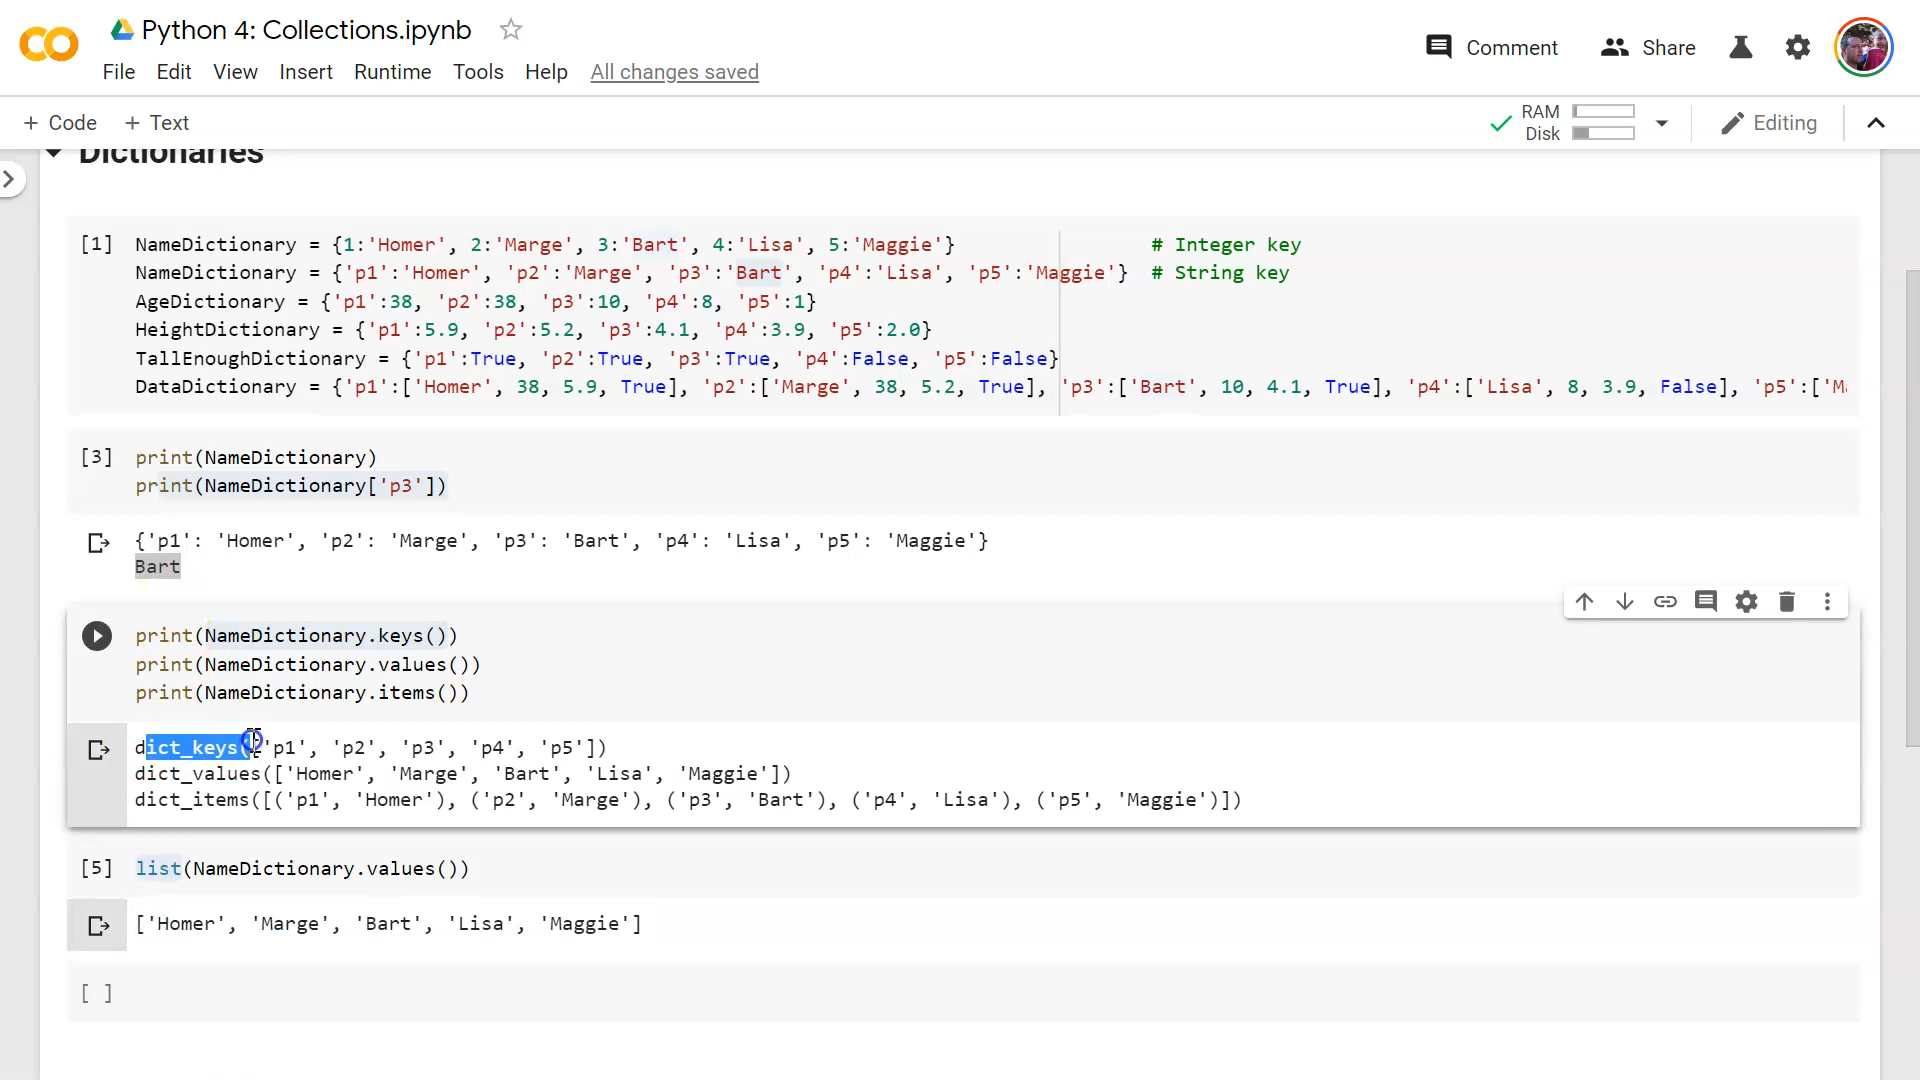 Python 4: Collections.ipynb
Comment
Share
File Edit View Insert Runtime Tools Help All changes saved
+ Code + Text
RAM
Disk
Editing
Dictionaries
[1] NameDictionary = {1:'Homer', 2:'Marge', 3:'Bart', 4:'Lisa', 5:'Maggie'} # Integer key
NameDictionary = {'p1':'Homer', 'p2':'Marge', 'p3':'Bart', 'p4':'Lisa', 'p5':'Maggie'} # String key
AgeDictionary = {'p1':38, 'p2':38, 'p3':10, 'p4':8, 'p5':1}
HeightDictionary = {'p1':5.9, 'p2':5.2, 'p3':4.1, 'p4':3.9, 'p5':2.0}
TallEnoughDictionary = {'p1':True, 'p2':True, 'p3':True, 'p4':False, 'p5':False}
DataDictionary = {'p1':['Homer', 38, 5.9, True], 'p2':['Marge', 38, 5.2, True], 'p3':['Bart', 10, 4.1, True], 'p4':['Lisa', 8, 3.9, False], 'p5':['M
[3] print(NameDictionary)
print(NameDictionary['p3'])
{'p1': 'Homer', 'p2': 'Marge', 'p3': 'Bart', 'p4': 'Lisa', 'p5': 'Maggie'}
Bart
print(NameDictionary.keys())
print(NameDictionary.values())
print(NameDictionary.items())
dict_keys(['p1', 'p2', 'p3', 'p4', 'p5'])
dict_values(['Homer', 'Marge', 'Bart', 'Lisa', 'Maggie'])
dict_items([('p1', 'Homer'), ('p2', 'Marge'), ('p3', 'Bart'), ('p4', 'Lisa'), ('p5', 'Maggie')])
[5] list(NameDictionary.values())
['Homer', 'Marge', 'Bart', 'Lisa', 'Maggie']
[ ]